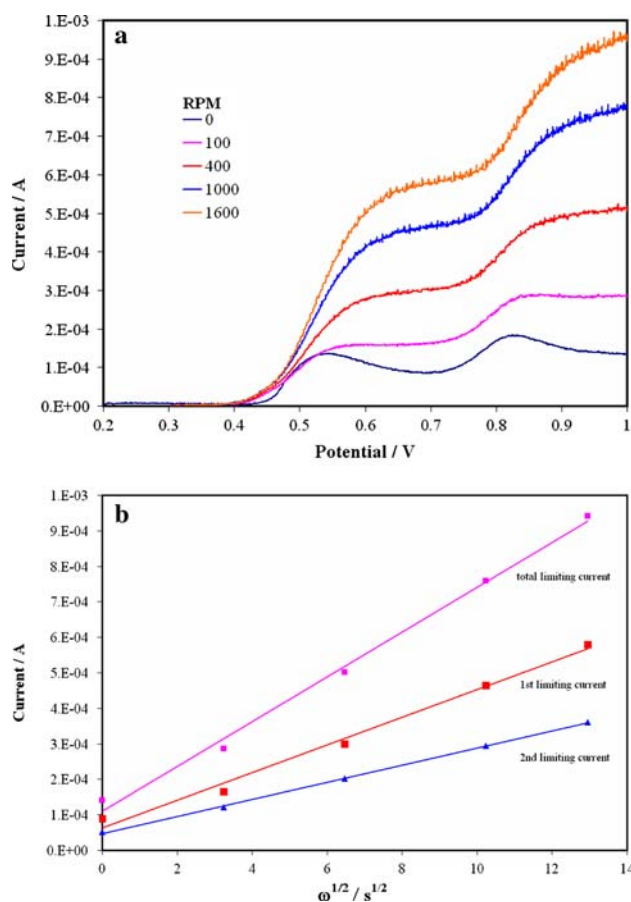 a
1.E-03
9.E-04
8.E-04
7.E-04
6.E-04
5.E-04
4.E-04
3.E-04
2.E-04
1.E-04
0.E+00
Current / A
RPM
0
100
400
1000
1600
0.2 0.3 0.4 0.5 0.6 0.7 0.8 0.9 1
Potential / V
b
1.E-03
9.E-04
8.E-04
7.E-04
6.E-04
5.E-04
4.E-04
3.E-04
2.E-04
1.E-04
0.E+00
Current / A
total limiting current
1st limiting current
2nd limiting current
0 2 4 6 8 10 12 14
ω^1/2 / s^1/2